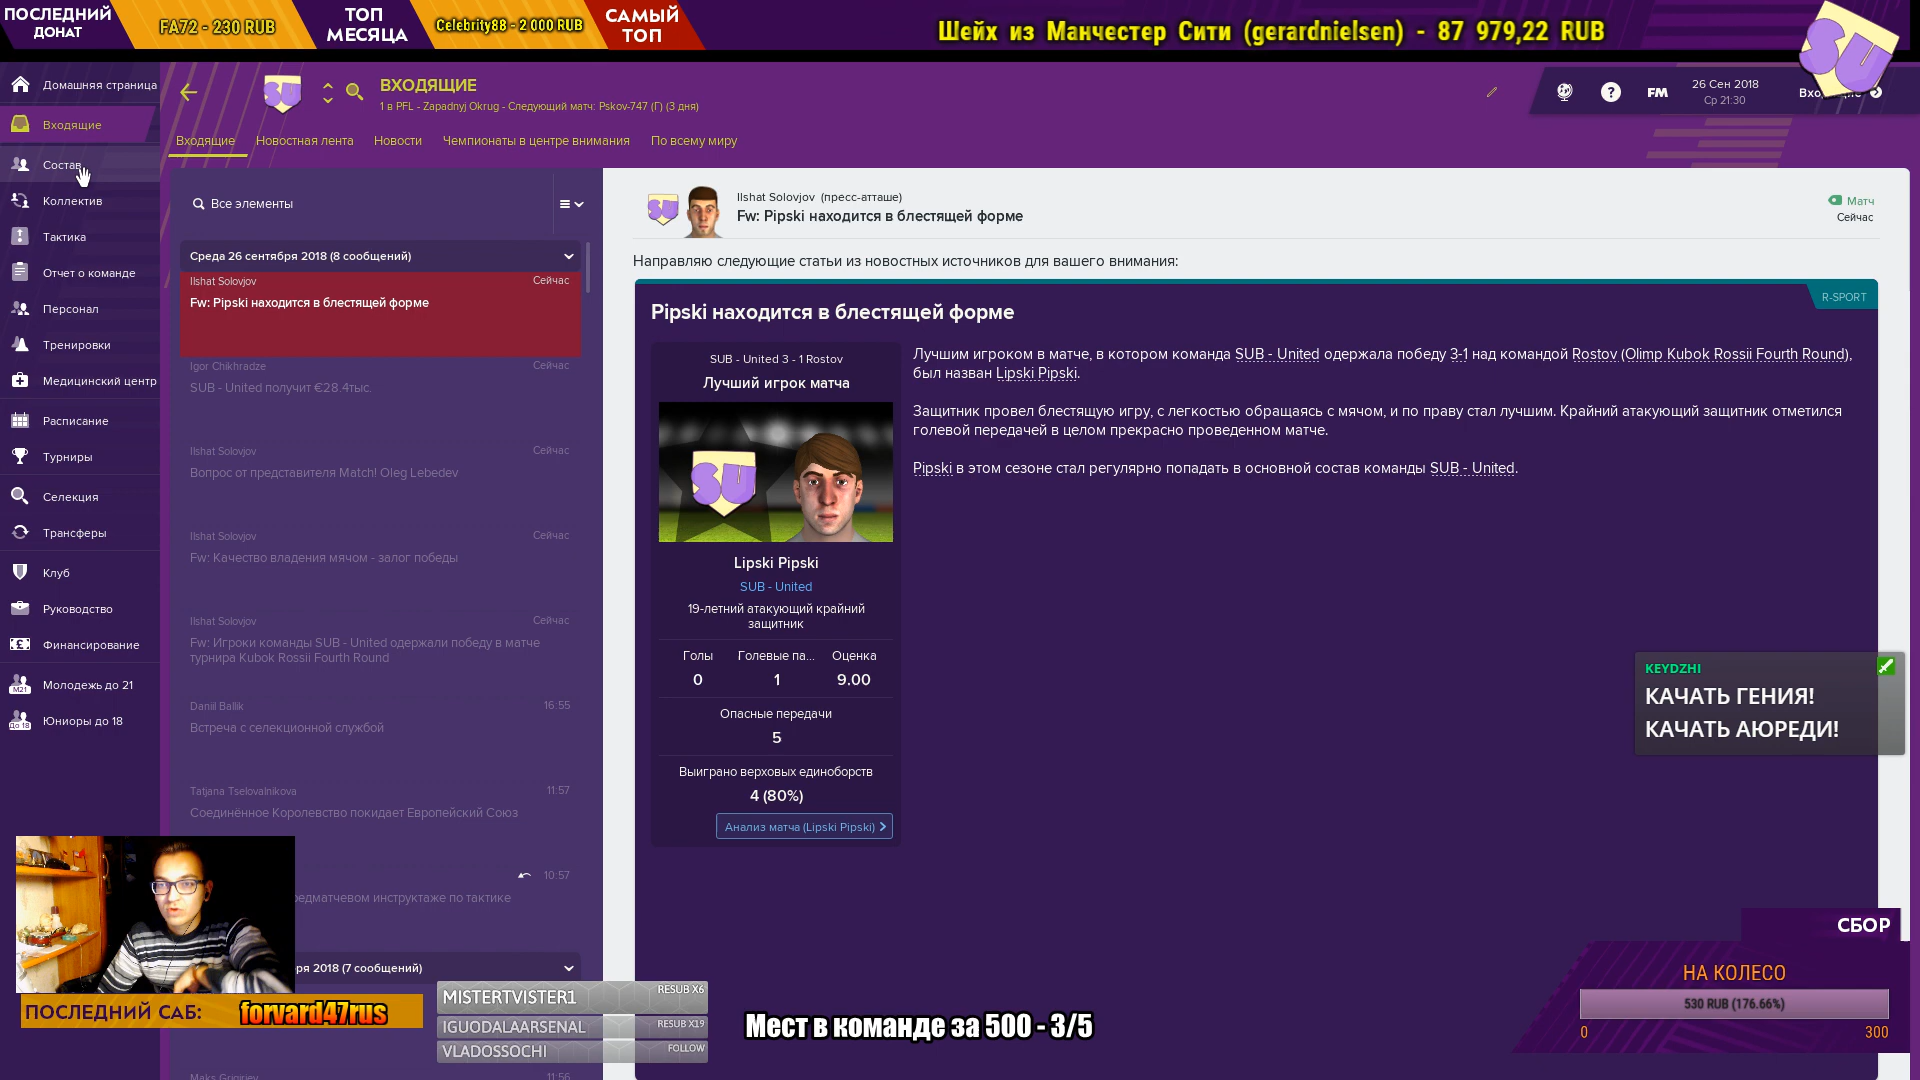 ПОСЛЕДНИЙ
ДОНАТ
FA72 - 230 RUB
ТОП
МЕСЯЦА
Celebrity88 - 2 000 RUB
САМЫЙ
ТОП
Шейх из Манчестер Сити (gerardnielsen) - 87 979,22 RUB
SU
Домашняя страница
Входящие
Состав
Коллектив
Тактика
Отчет о команде
Персонал
Тренировки
Медицинский центр
Расписание
Турниры
Селекция
Трансферы
Клуб
Руководство
Финансирование
Молодежь до 21
Юниоры до 18
ВХОДЯЩИЕ
1 в PFL - Zapadnyj Okrug - Следующий матч: Pskov-747 (Г) (3 дня)
FM
26 Сен 2018
Ср 21:30
Входящие
Новостная лента
Новости
Чемпионаты в центре внимания
По всему миру
Все элементы
Среда 26 сентября 2018 (8 сообщений)
Ilshat Solovjov
Сейчас
Fw: Pipski находится в блестящей форме
Igor Chikhradze
Сейчас
SUB - United получит €28.4тыс.
Ilshat Solovjov
Сейчас
Вопрос от представителя Match! Oleg Lebedev
Ilshat Solovjov
Сейчас
Fw: Качество владения мячом - залог победы
Ilshat Solovjov
Сейчас
Fw: Игроки команды SUB - United одержали победу в матче
турнира Kubok Rossii Fourth Round
Daniil Ballik
16:55
Встреча с селекционной службой
Tatjana Tselovalnikova
11:57
Соединённое Королевство покидает Европейский Союз
10:57
редматчевом инструктаже по тактике
ря 2018 (7 сообщений)
Maks Grigirjev
11:56
Ilshat Solovjov (пресс-атташе)
Fw: Pipski находится в блестящей форме
Матч
Сейчас
Направляю следующие статьи из новостных источников для вашего внимания:
R-SPORT
Pipski находится в блестящей форме
SUB - United 3 - 1 Rostov
Лучший игрок матча
SU
Lipski Pipski
SUB - United
19-летний атакующий крайний
защитник
Голы
Голевые па...
Оценка
0
1
9.00
Опасные передачи
5
Выиграно верховых единоборств
4 (80%)
Анализ матча (Lipski Pipski)
Лучшим игроком в матче, в котором команда SUB - United одержала победу 3-1 над командой Rostov (Olimp Kubok Rossii Fourth Round),
был назван Lipski Pipski.
Защитник провел блестящую игру, с легкостью обращаясь с мячом, и по праву стал лучшим. Крайний атакующий защитник отметился
голевой передачей в целом прекрасно проведенном матче.
Pipski в этом сезоне стал регулярно попадать в основной состав команды SUB - United.
KEYDZHI
КАЧАТЬ ГЕНИЯ!
КАЧАТЬ АЮРЕДИ!
СБОР
НА КОЛЕСО
530 RUB (176.66%)
0
300
ПОСЛЕДНИЙ САБ:
forvard47rus
MISTERTVISTER1
RESUB X6
IGUODALAARSENAL
RESUB X19
VLADOSSOCHI
FOLLOW
Мест в команде за 500 - 3/5